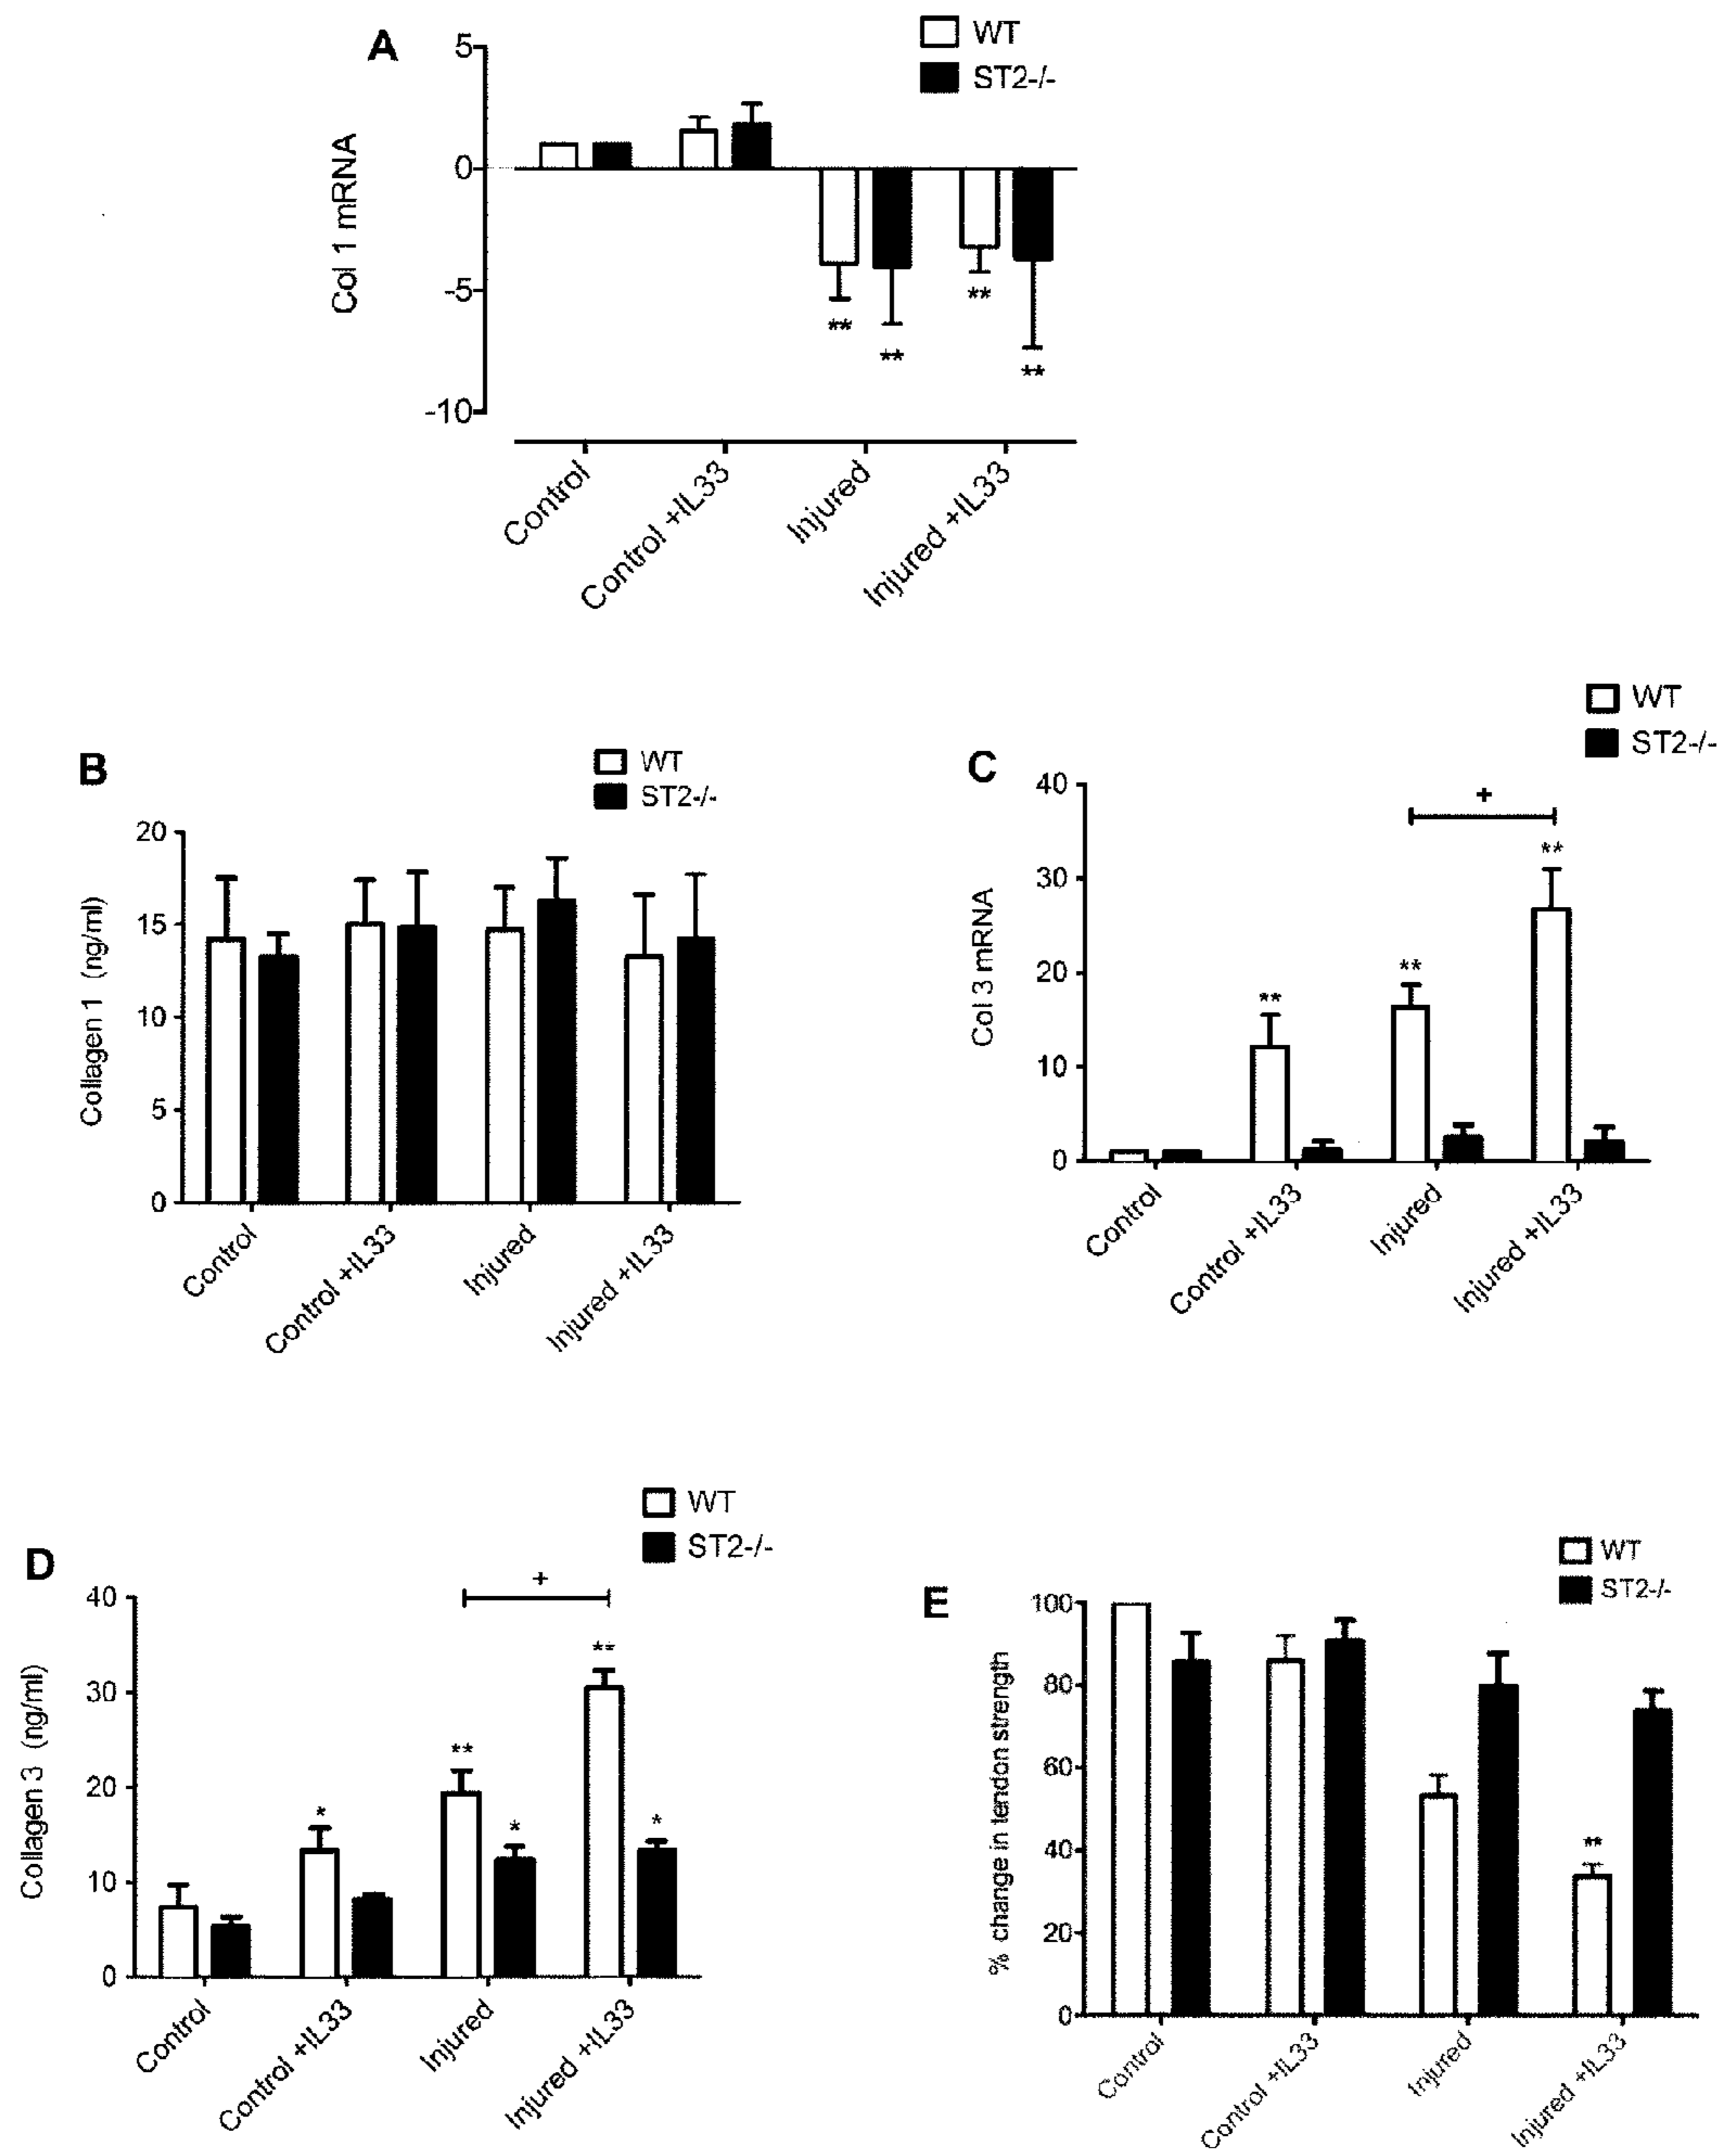 A
WT
ST2-/-
Col 1 mRNA
5
0
-5
-10
**
**
**
**
Control
Control +IL33
Injured
Injured +IL33
B
WT
ST2-/-
Collagen 1 (ng/ml)
20
15
10
5
0
Control
Control +IL33
Injured
Injured +IL33
C
WT
ST2-/-
Col 3 mRNA
40
30
20
10
0
+
**
**
**
Control
Control +IL33
Injured
Injured +IL33
D
WT
ST2-/-
Collagen 3 (ng/ml)
40
30
20
10
0
+
*
**
*
**
*
Control
Control +IL33
Injured
Injured +IL33
E
WT
ST2-/-
% change in tendon strength
100
80
60
40
20
0
**
Control
Control +IL33
Injured
Injured +IL33